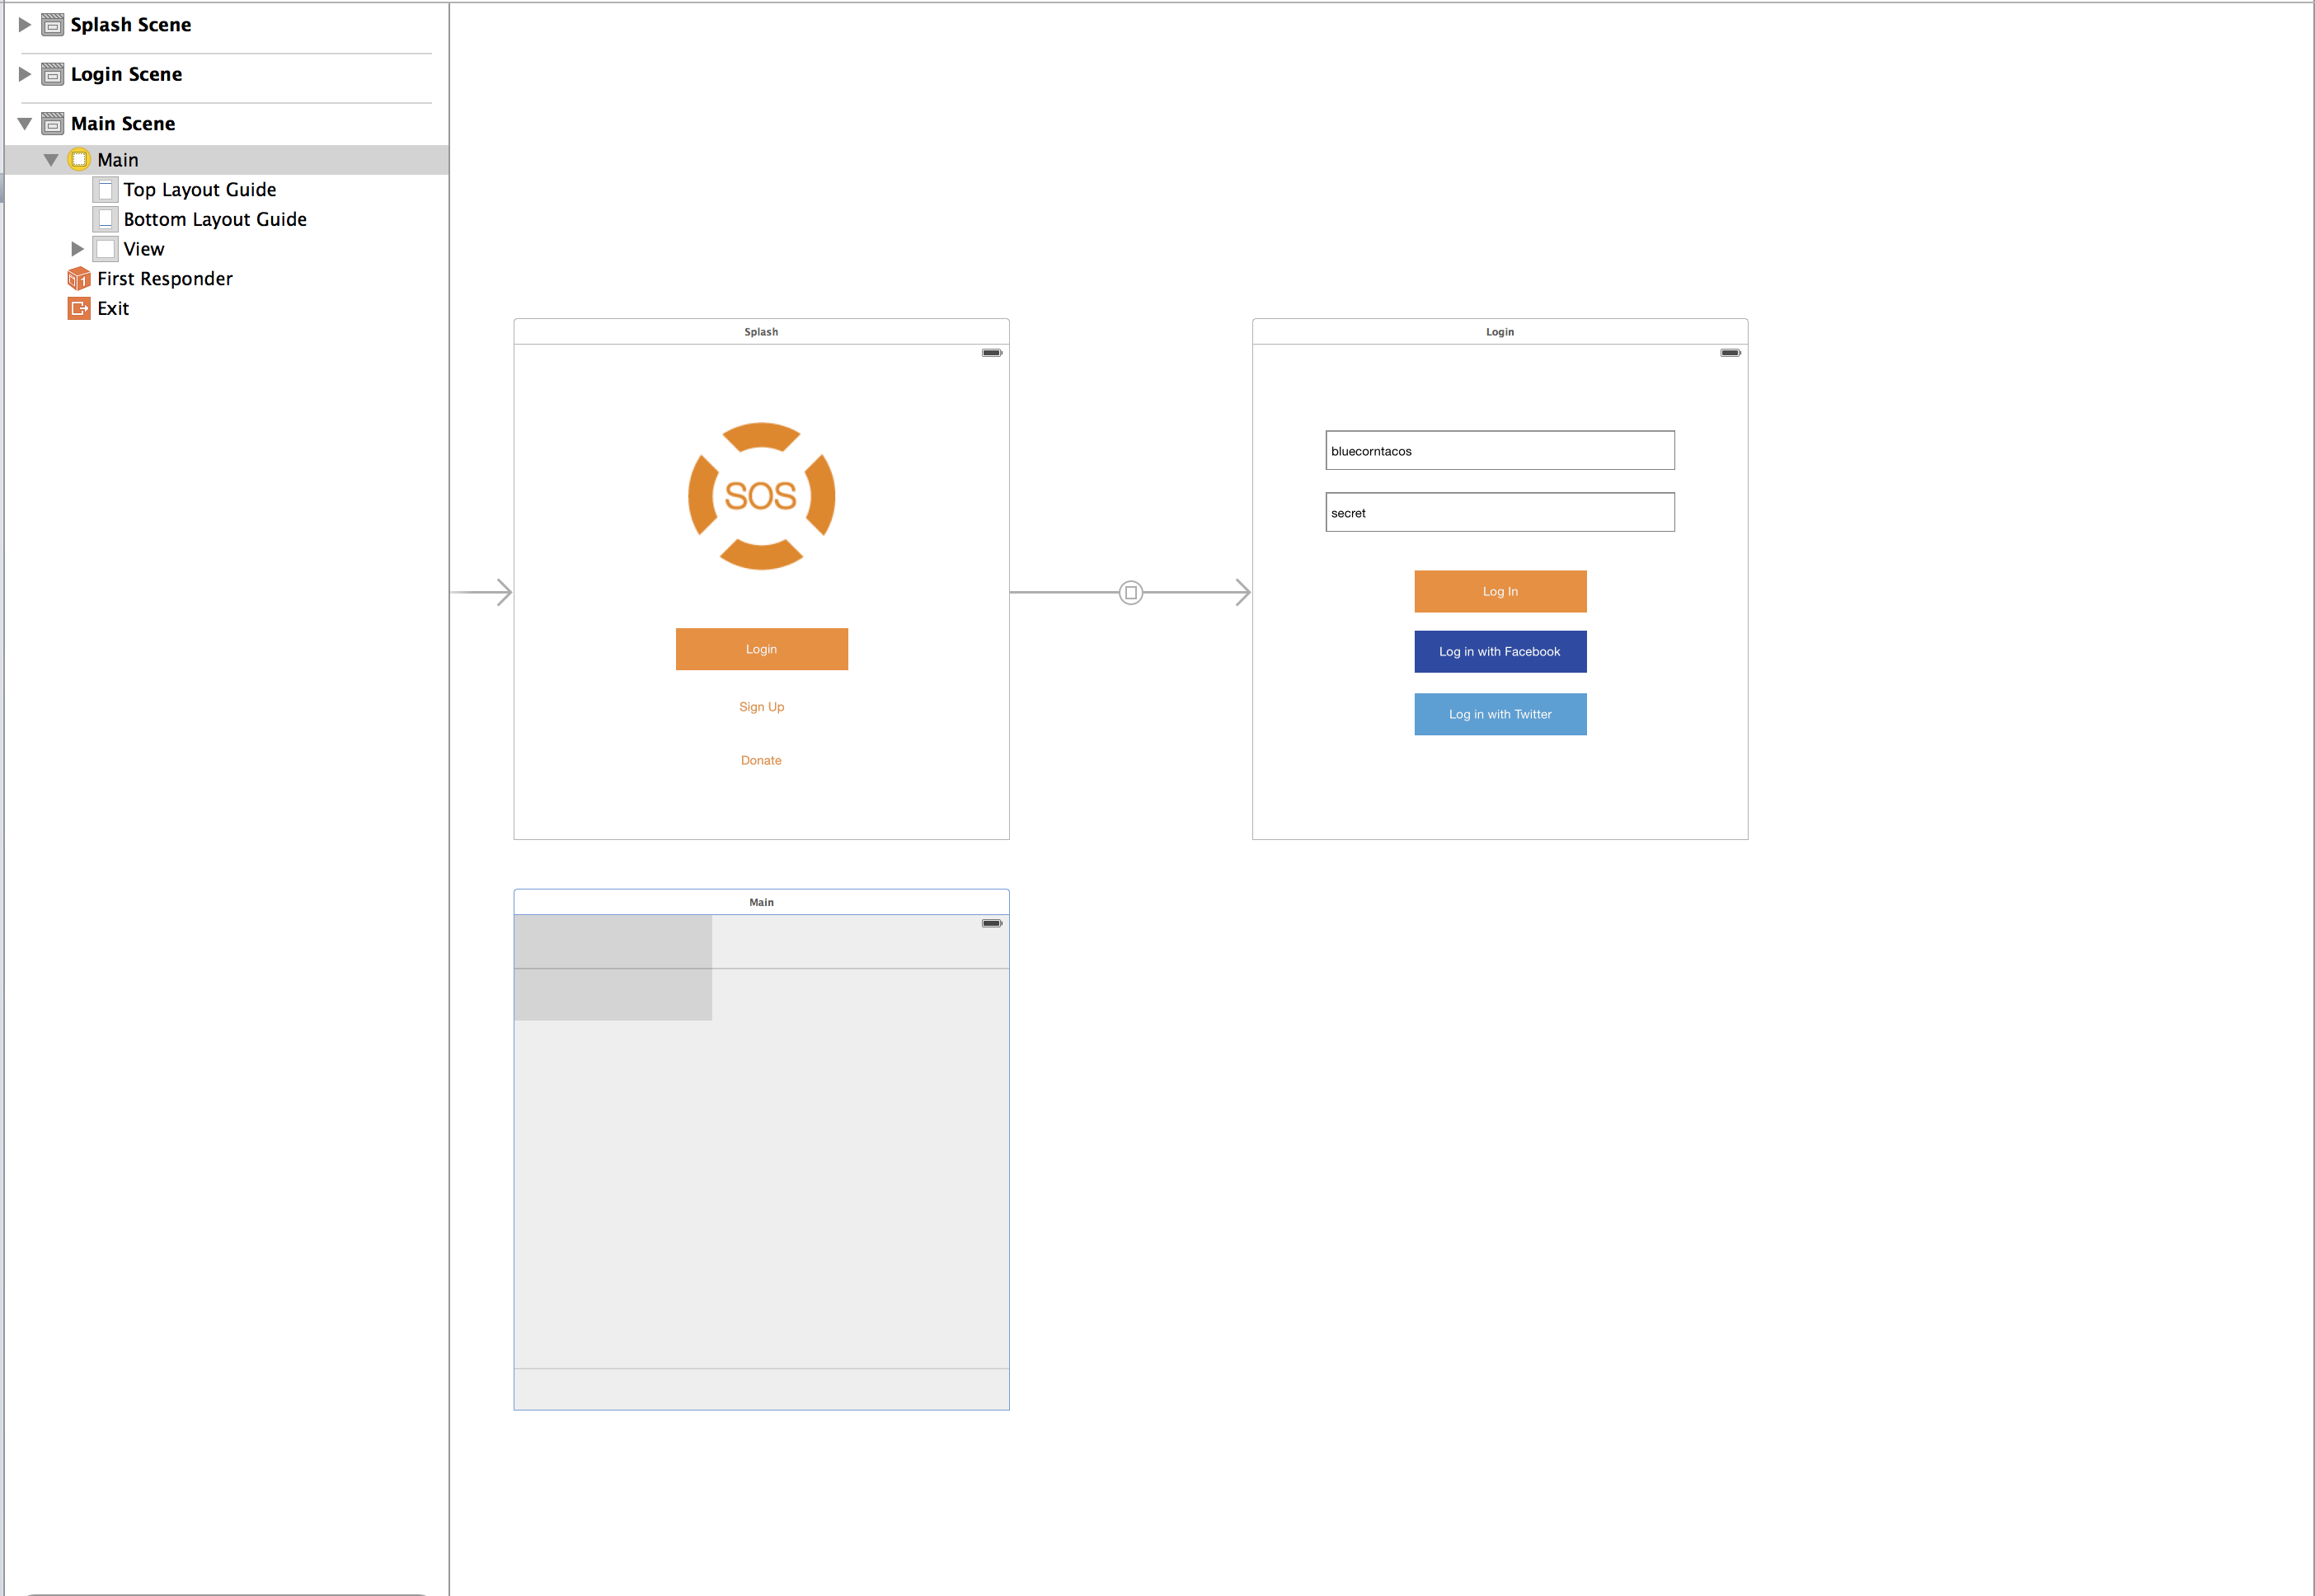 Splash Scene
Login Scene
Main Scene
Main
Top Layout Guide
Bottom Layout Guide
View
First Responder
Exit
Splash
SOS
Login
Sign Up
Donate
Login
bluecorntacos
secret
Log In
Log in with Facebook
Log in with Twitter
Main